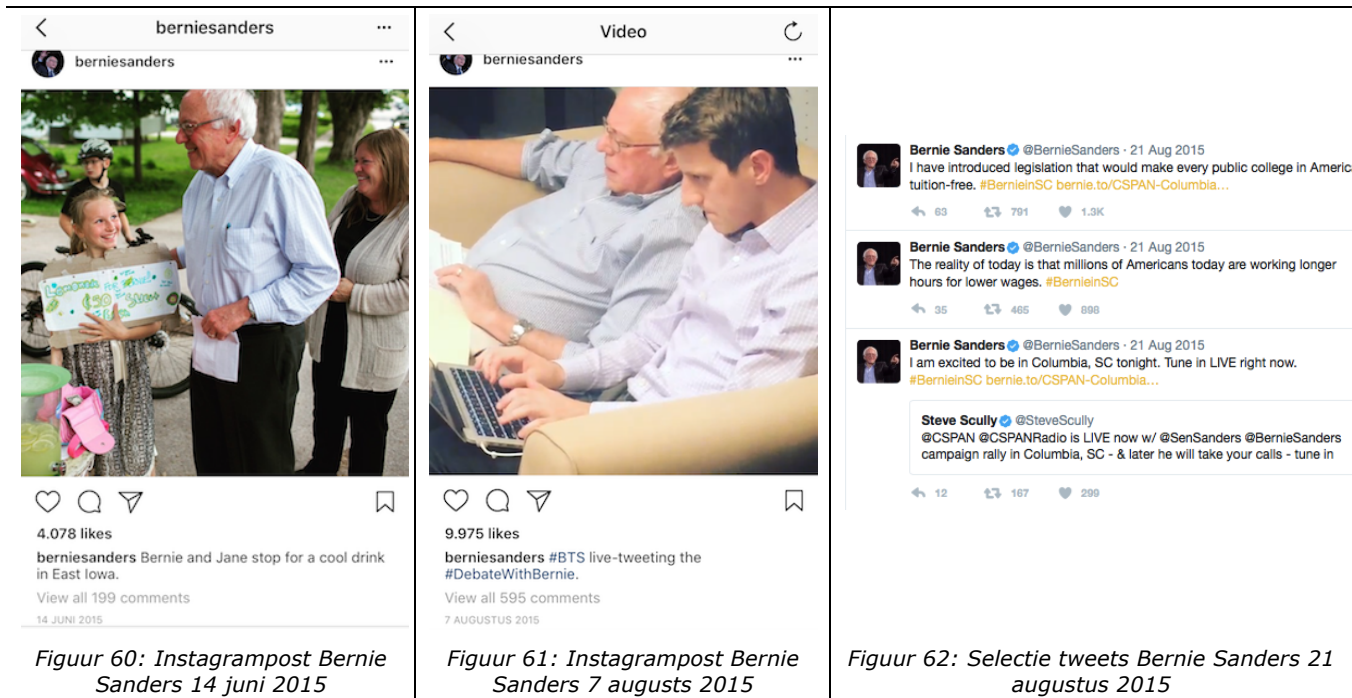 berniesanders
berniesanders
4.078 likes
berniesanders Bernie and Jane stop for a cool drink
in East Iowa.
View all 199 comments
14 JUNI 2015
Figuur 60: Instagrampost Bernie
Sanders 14 juni 2015
Video
berniesanders
9.975 likes
berniesanders #BTS live-tweeting the
#DebateWithBernie.
View all 595 comments
7 AUGUSTUS 2015
Figuur 61: Instagrampost Bernie
Sanders 7 augusts 2015
Bernie Sanders @BernieSanders · 21 Aug 2015
I have introduced legislation that would make every public college in Americ
tuition-free. #BernieinSC bernie.to/CSPAN-Columbia…
63 791 1.3K
Bernie Sanders @BernieSanders · 21 Aug 2015
The reality of today is that millions of Americans today are working longer
hours for lower wages. #BernieinSC
35 465 898
Bernie Sanders @BernieSanders · 21 Aug 2015
I am excited to be in Columbia, SC tonight. Tune in LIVE right now.
#BernieinSC bernie.to/CSPAN-Columbia…
Steve Scully @SteveScully
@CSPAN @CSPANRadio is LIVE now w/ @SenSanders @BernieSanders
campaign rally in Columbia, SC - & later he will take your calls - tune in
12 167 299
Figuur 62: Selectie tweets Bernie Sanders 21
augustus 2015